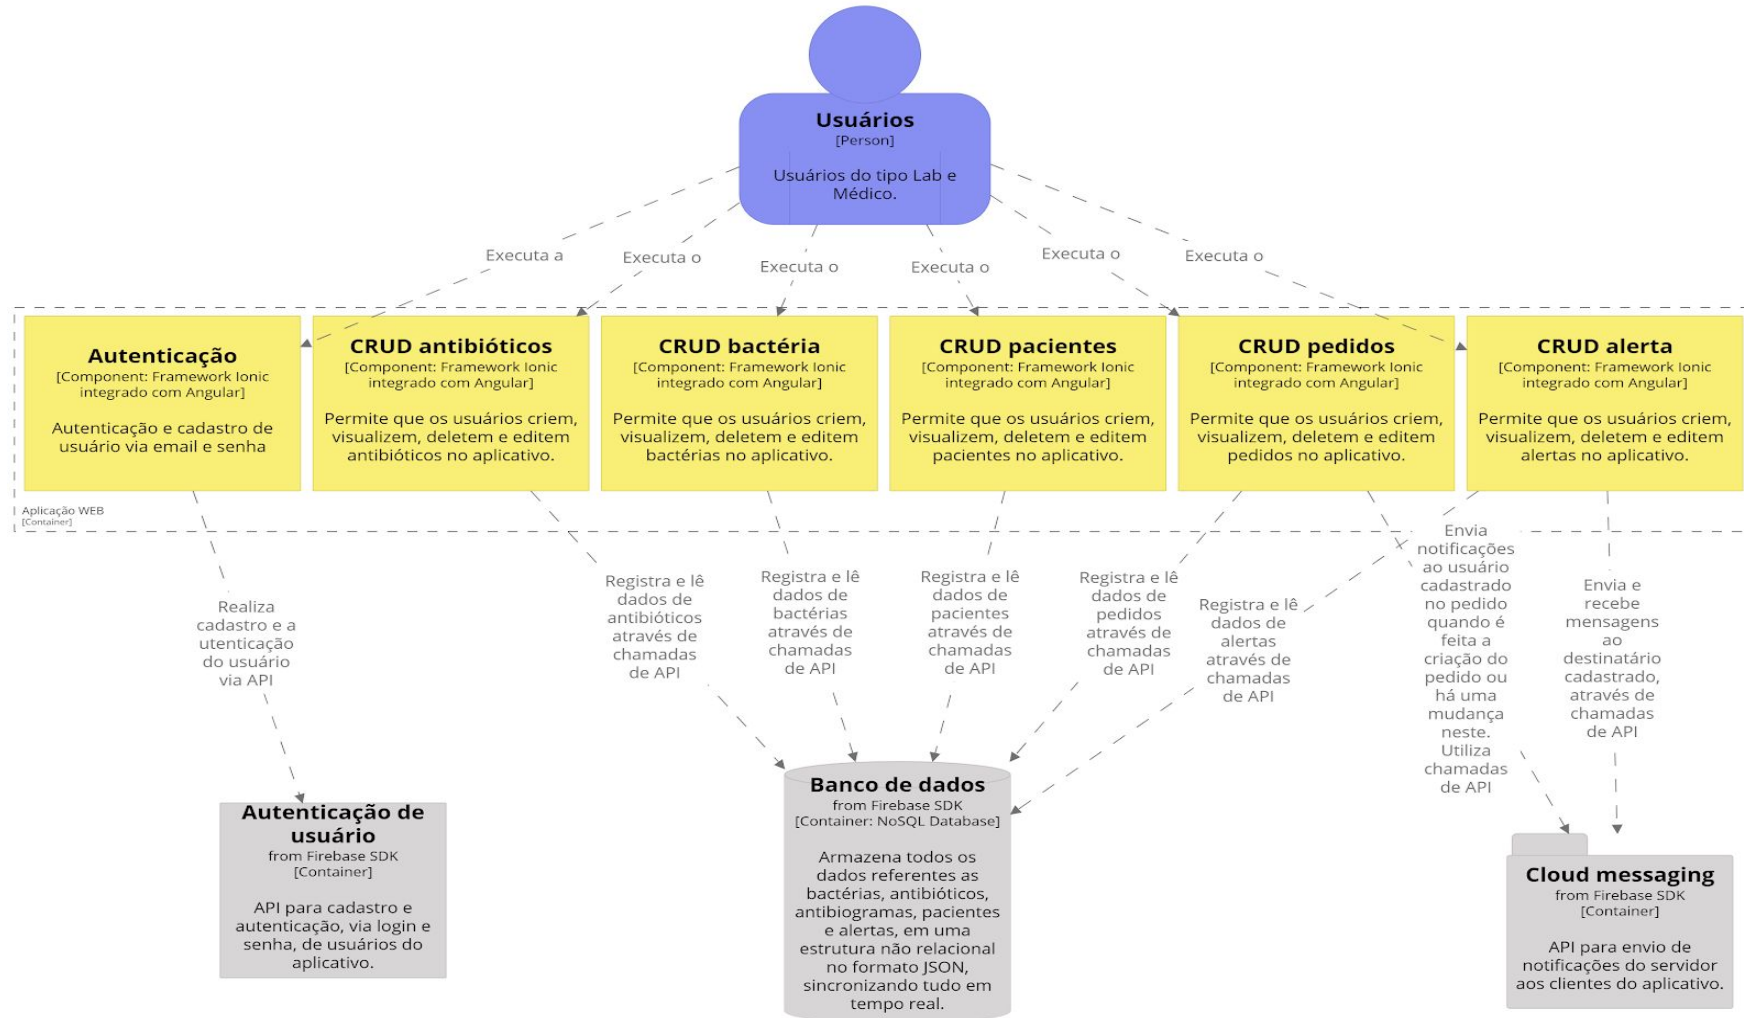 Usuários
[Person]
Usuários do tipo Lab e
Médico.
Executa a
Executa o
Executa o
Executa o
Executa o
Executa o
Autenticação
[Component: Framework Ionic
integrado com Angular]
Autenticação e cadastro de
usuário via email e senha
CRUD antibióticos
[Component: Framework Ionic
integrado com Angular]
Permite que os usuários criem,
visualizem, deletem e editem
antibióticos no aplicativo.
CRUD bactéria
[Component: Framework Ionic
integrado com Angular]
Permite que os usuários criem,
visualizem, deletem e editem
bactérias no aplicativo.
CRUD pacientes
[Component: Framework Ionic
integrado com Angular]
Permite que os usuários criem,
visualizem, deletem e editem
pacientes no aplicativo.
CRUD pedidos
[Component: Framework Ionic
integrado com Angular]
Permite que os usuários criem,
visualizem, deletem e editem
pedidos no aplicativo.
CRUD alerta
[Component: Framework Ionic
integrado com Angular]
Permite que os usuários criem,
visualizem, deletem e editem
alertas no aplicativo.
Aplicação WEB
[Container]
Realiza
cadastro e a
utenticação
do usuário
via API
Registra e lê
dados de
antibióticos
através de
chamadas
de API
Registra e lê
dados de
bactérias
através de
chamadas
de API
Registra e lê
dados de
pacientes
através de
chamadas
de API
Registra e lê
dados de
pedidos
através de
chamadas
de API
Registra e lê
dados de
alertas
através de
chamadas
de API
Envia
notificações
ao usuário
cadastrado
no pedido
quando é
feita a
criação do
pedido ou
há uma
mudança
neste.
Utiliza
chamadas
de API
Envia e
recebe
mensagens
ao
destinatário
cadastrado,
através de
chamadas
de API
Autenticação de
usuário
from Firebase SDK
[Container]
API para cadastro e
autenticação, via login e
senha, de usuários do
aplicativo.
Banco de dados
from Firebase SDK
[Container: NoSQL Database]
Armazena todos os
dados referentes as
bactérias, antibióticos,
antibiogramas, pacientes
e alertas, em uma
estrutura não relacional
no formato JSON,
sincronizando tudo em
tempo real.
Cloud messaging
from Firebase SDK
[Container]
API para envio de
notificações do servidor
aos clientes do aplicativo.